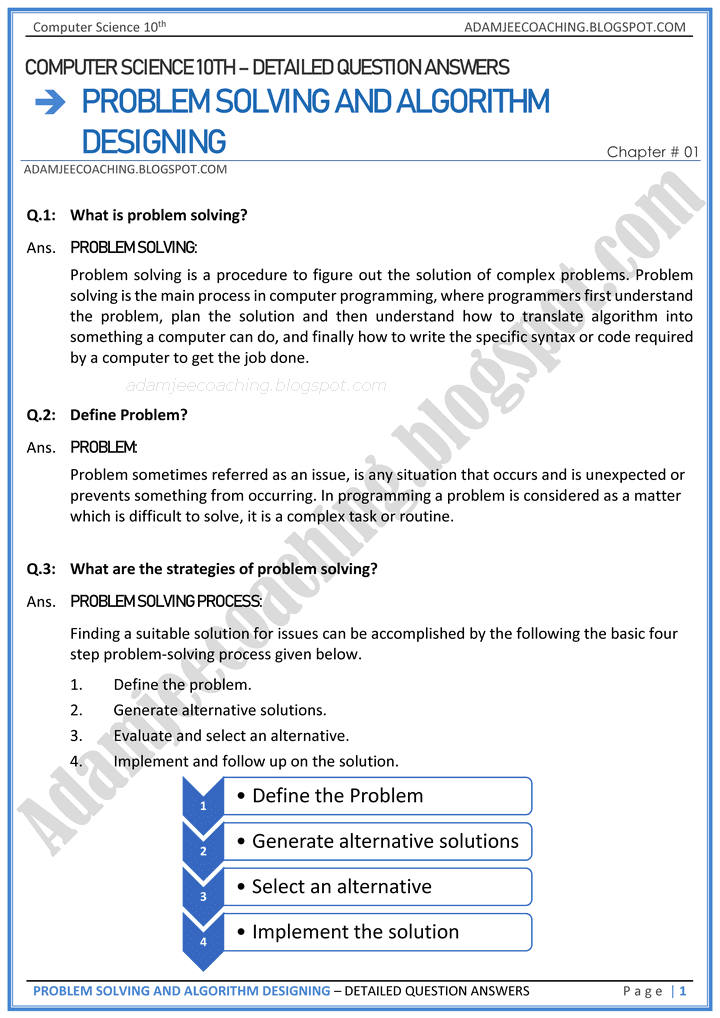 Computer Science 10th
ADAMJEECOACHING.BLOGSPOT.COM
COMPUTER SCIENCE 10TH – DETAILED QUESTION ANSWERS
➔ PROBLEM SOLVING AND ALGORITHM
DESIGNING
Chapter # 01
ADAMJEECOACHING.BLOGSPOT.COM
Q.1: What is problem solving?
Ans. PROBLEM SOLVING:
Problem solving is a procedure to figure out the solution of complex problems. Problem
solving is the main process in computer programming, where programmers first understand
the problem, plan the solution and then understand how to translate algorithm into
something a computer can do, and finally how to write the specific syntax or code required
by a computer to get the job done.
adamjeecoaching.blogspot.com
Q.2: Define Problem?
Ans. PROBLEM:
Problem sometimes referred as an issue, is any situation that occurs and is unexpected or
prevents something from occurring. In programming a problem is considered as a matter
which is difficult to solve, it is a complex task or routine.
Q.3: What are the strategies of problem solving?
Ans. PROBLEM SOLVING PROCESS:
Finding a suitable solution for issues can be accomplished by the following the basic four
step problem-solving process given below.
1. Define the problem.
2. Generate alternative solutions.
3. Evaluate and select an alternative.
4. Implement and follow up on the solution.
1 • Define the Problem
2 • Generate alternative solutions
3 • Select an alternative
4 • Implement the solution
Adamjeecoaching.blogspot.com
PROBLEM SOLVING AND ALGORITHM DESIGNING – DETAILED QUESTION ANSWERS
Page | 1